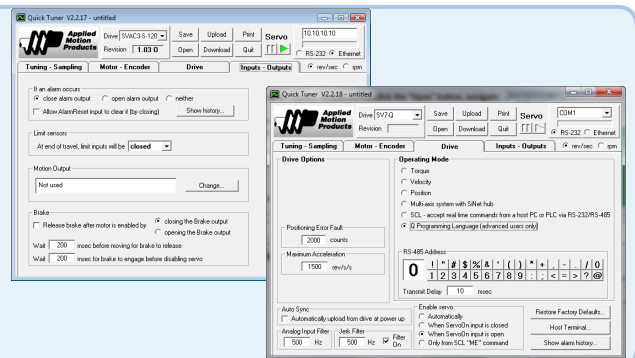 Quick Tuner V2.2.17 - untitled
Applied Motion Products
Drive SVAC3-S-120
Revision 1.03 O
Save Upload Print Servo
Open Download Quit
10.10.10.10
RS-232 Ethernet
Tuning - Sampling Motor - Encoder Drive Inputs - Outputs rev/sec rpm
If an alarm occurs
close alarm output open alarm output neither
Allow AlarmReset input to clear it (by closing) Show history...
Limit sensors
At end of travel, limit inputs will be closed
Motion Output
Not used Change...
Brake
Release brake after motor is enabled by closing the Brake output
opening the Brake output
Wait 200 msec before moving for brake to release
Wait 200 msec for brake to engage before disabling servo
Quick Tuner V2.2.18 - untitled
Applied Motion Products
Drive SV7-Q
Revision
Save Upload Print Servo
Open Download Quit
COM1
RS-232 Ethernet
Tuning - Sampling Motor - Encoder Drive Inputs - Outputs rev/sec rpm
Drive Options
Positioning Error Fault
2000 counts
Maximum Acceleration
1500 rev/s/s
Operating Mode
Torque
Velocity
Position
Multi-axis system with SiNet hub
SCL - accept real time commands from a host PC or PLC via RS-232/RS-485
Q Programming Language (advanced users only)
RS-485 Address
0
! " # $ % & ' ( ) * + , - . / 0
1 2 3 4 5 6 7 8 9 : ; < = > ? @
Transmit Delay 10 msec
Auto Sync
Automatically upload from drive at power up
Analog Input Filter
500 Hz
Jerk Filter
500 Hz Filter On
Enable servo
Automatically
When ServoOn input is closed
When ServoOn input is open
Only from SCL "ME" command
Restore Factory Defaults...
Host Terminal...
Show alarm history...